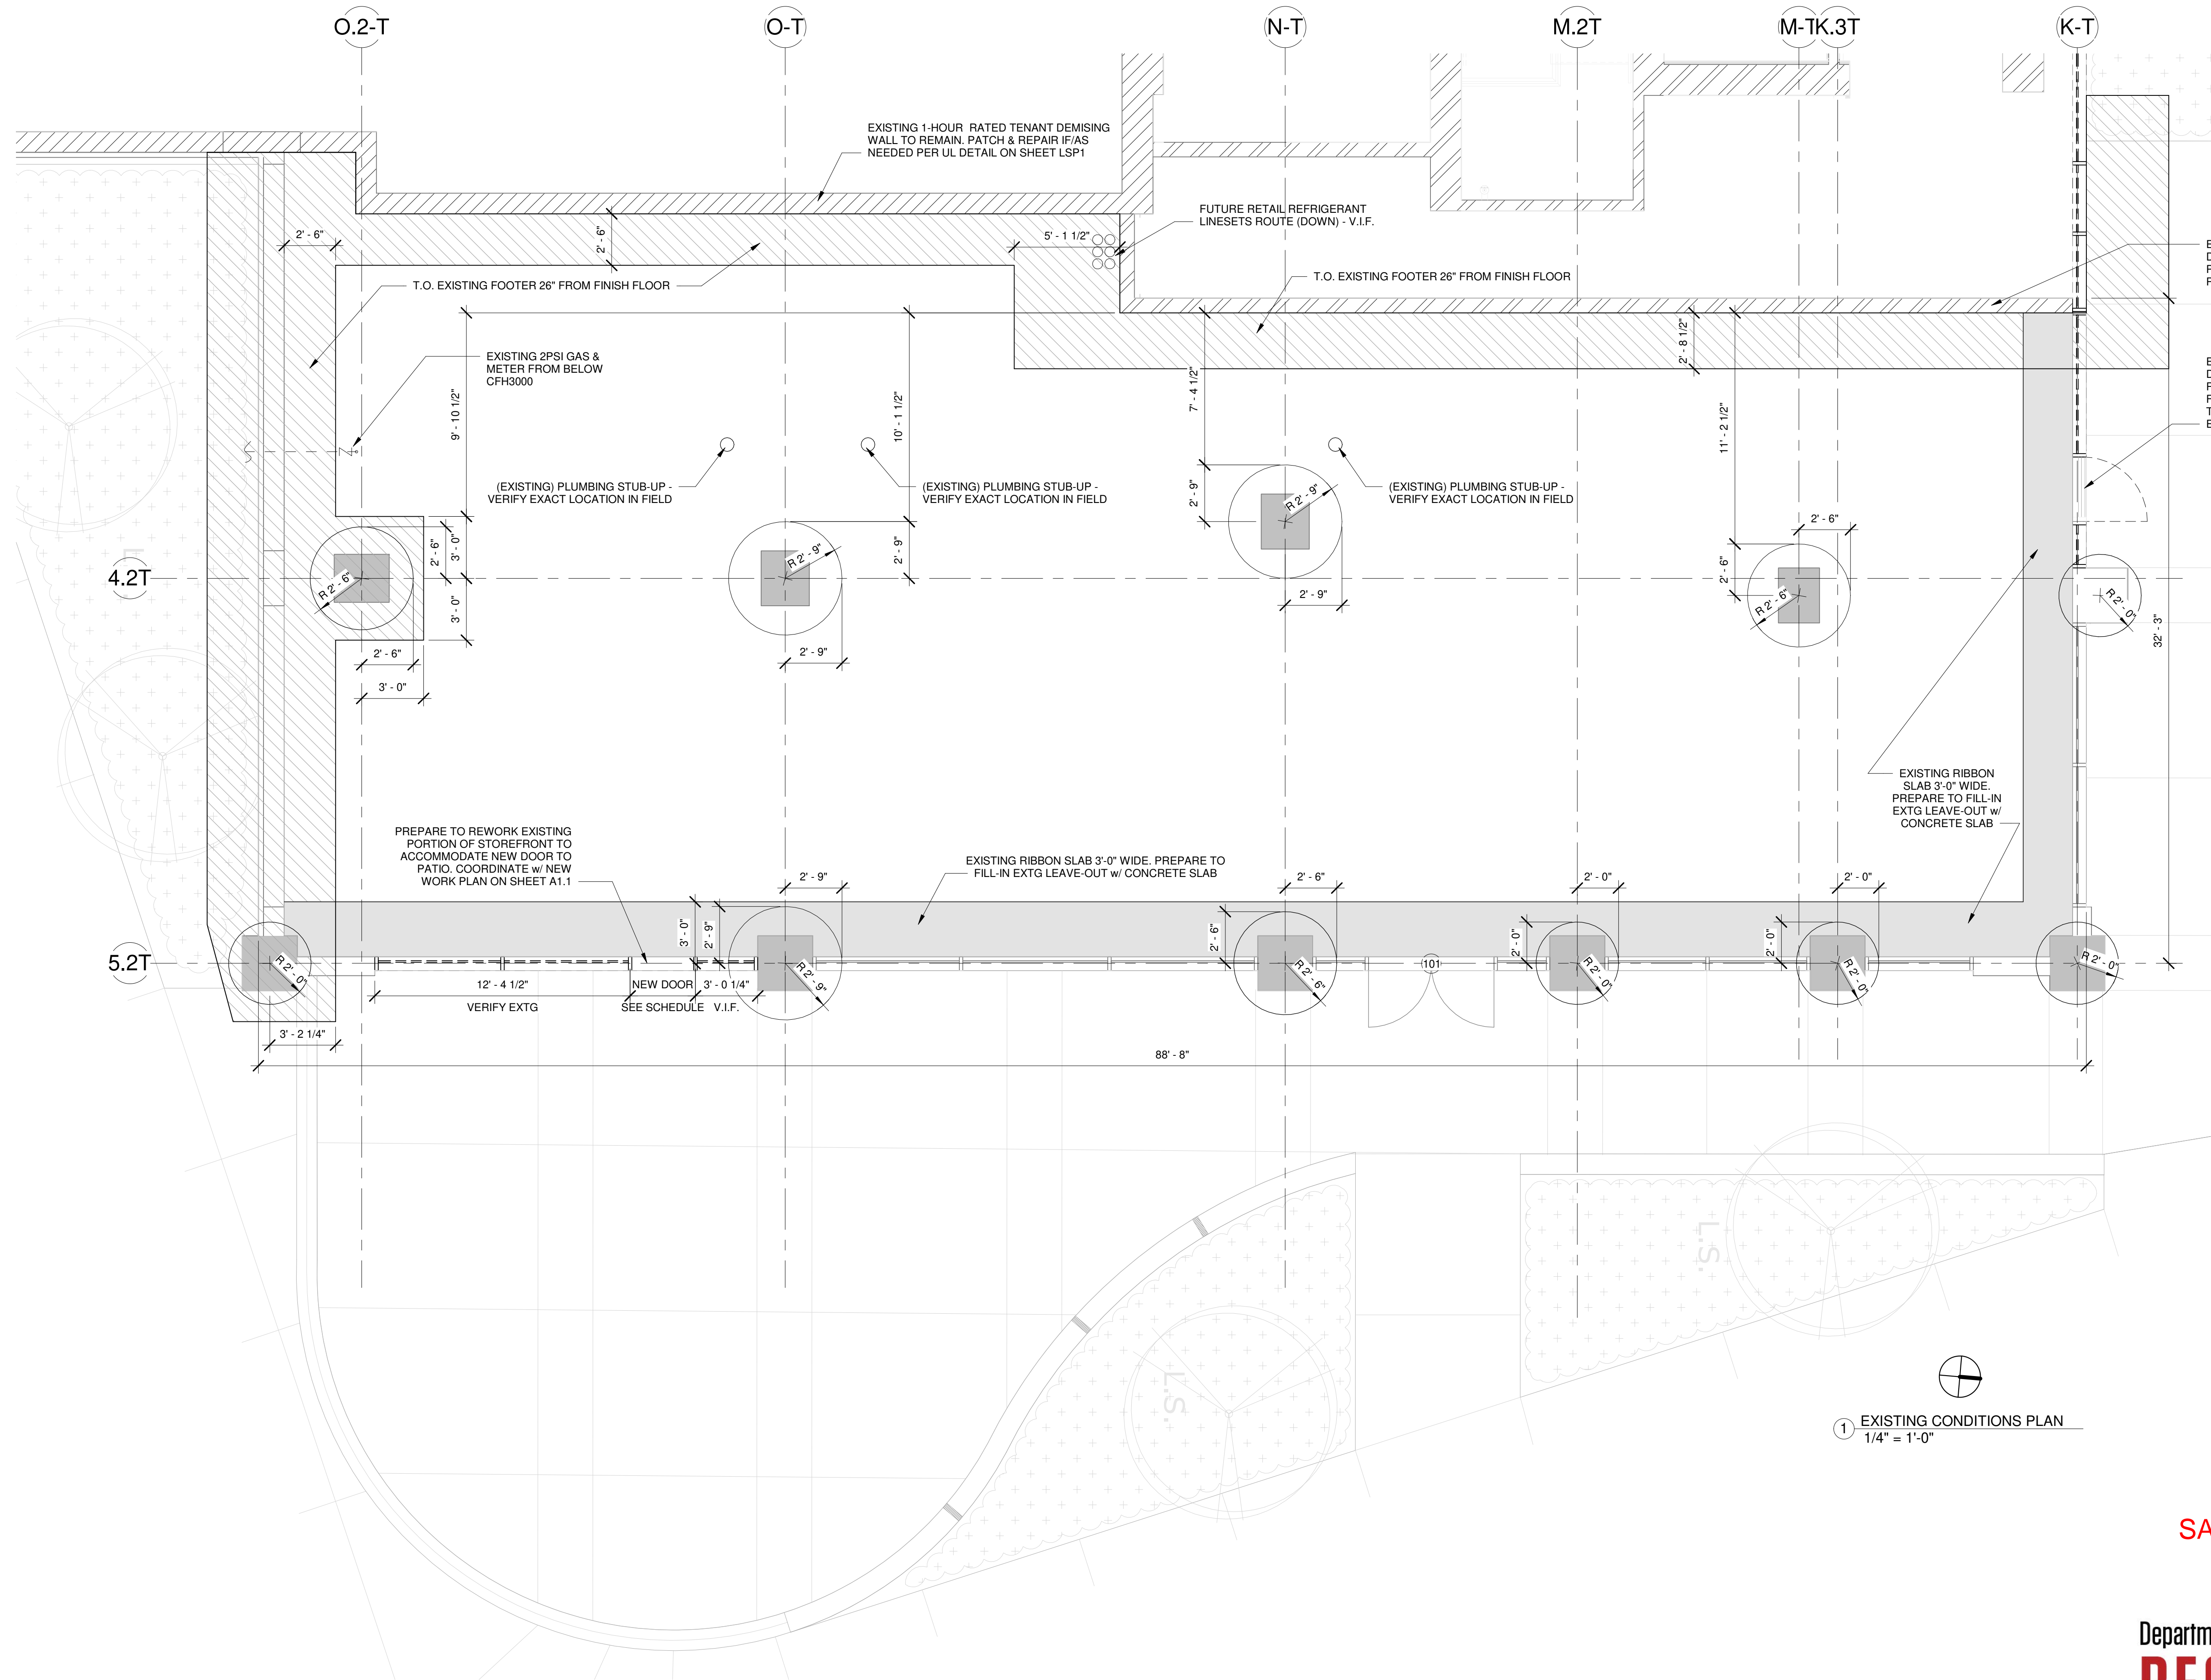 O.2-T
O-T
N-T
M.2T
M-T
K.3T
K-T
EXISTING 1-HOUR RATED TENANT DEMISING
WALL TO REMAIN. PATCH & REPAIR IF/AS
NEEDED PER UL DETAIL ON SHEET LSP1
FUTURE RETAIL REFRIGERANT
LINESETS ROUTE (DOWN) - V.I.F.
2' - 6"
2' - 6"
5' - 1 1/2"
T.O. EXISTING FOOTER 26" FROM FINISH FLOOR
T.O. EXISTING FOOTER 26" FROM FINISH FLOOR
E
D
F
F
EXISTING 2PSI GAS &
METER FROM BELOW
CFH3000
9' - 10 1/2"
10' - 1 1/2"
7' - 4 1/2"
2' - 8 1/2"
11' - 2 1/2"
E
D
F
F
T
E
(EXISTING) PLUMBING STUB-UP -
VERIFY EXACT LOCATION IN FIELD
(EXISTING) PLUMBING STUB-UP -
VERIFY EXACT LOCATION IN FIELD
(EXISTING) PLUMBING STUB-UP -
VERIFY EXACT LOCATION IN FIELD
2' - 9"
R 2' - 9"
2' - 6"
4.2T
R 2' - 6"
2' - 6"
3' - 0"
3' - 0"
R 2' - 9"
2' - 9"
2' - 9"
2' - 6"
R 2' - 6"
R 2' - 0"
32' - 3"
2' - 6"
3' - 0"
2' - 9"
EXISTING RIBBON
SLAB 3'-0" WIDE.
PREPARE TO FILL-IN
EXTG LEAVE-OUT w/
CONCRETE SLAB
PREPARE TO REWORK EXISTING
PORTION OF STOREFRONT TO
ACCOMMODATE NEW DOOR TO
PATIO. COORDINATE w/ NEW
WORK PLAN ON SHEET A1.1
EXISTING RIBBON SLAB 3'-0" WIDE. PREPARE TO
FILL-IN EXTG LEAVE-OUT w/ CONCRETE SLAB
2' - 9"
2' - 6"
2' - 0"
2' - 0"
3' - 0"
2' - 9"
2' - 6"
2' - 0"
2' - 0"
5.2T
101
R 2' - 0"
R 2' - 9"
R 2' - 6"
R 2' - 0"
R 2' - 0"
R 2' - 0"
12' - 4 1/2"
NEW DOOR
3' - 0 1/4"
VERIFY EXTG
SEE SCHEDULE
V.I.F.
3' - 2 1/4"
88' - 8"
L.S.
L.S.
1
EXISTING CONDITIONS PLAN
1/4" = 1'-0"
SA
Departm